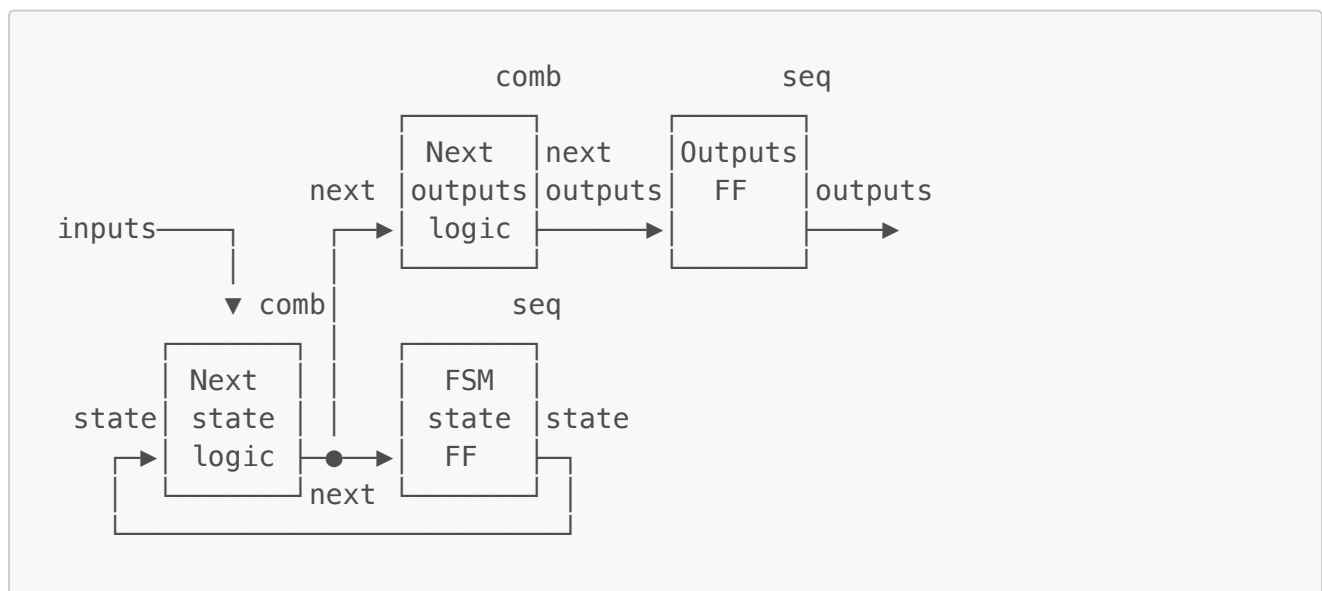 comb seq
Next next Outputs
next outputs outputs FF outputs
inputs logic
comb seq
Next FSM
state state state state
logic FF
next